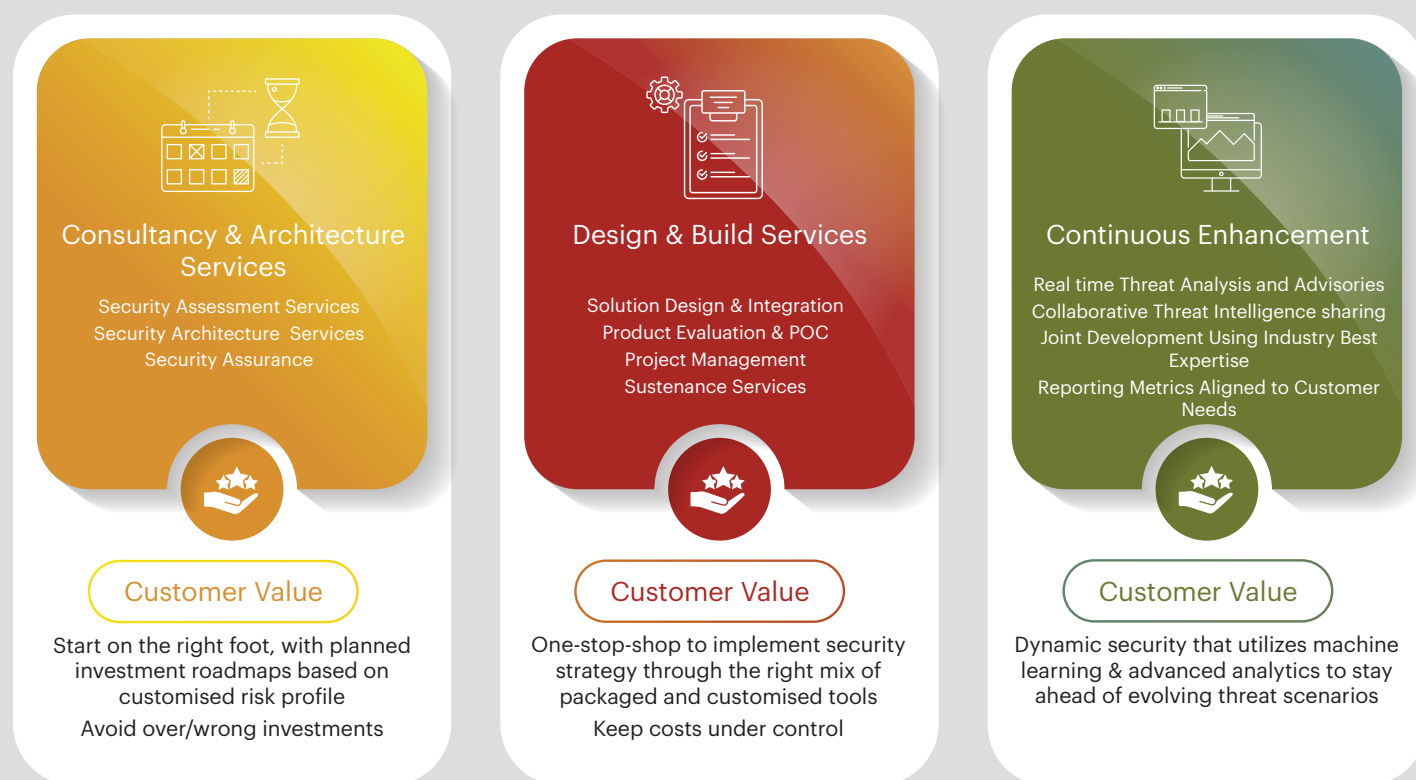 Consultancy & Architecture
Services
Security Assessment Services
Security Architecture  Services
Security Assurance
Customer Value
Start on the right foot, with planned
investment roadmaps based on
customised risk profile
Avoid over/wrong investments
Design & Build Services
Solution Design & Integration
Product Evaluation & POC
Project Management
Sustenance Services
Customer Value
One-stop-shop to implement security
strategy through the right mix of
packaged and customised tools
Keep costs under control
Continuous Enhancement
Real time Threat Analysis and Advisories
Collaborative Threat Intelligence sharing
Joint Development Using Industry Best
Expertise
Reporting Metrics Aligned to Customer
Needs
Customer Value
Dynamic security that utilizes machine
learning & advanced analytics to stay
ahead of evolving threat scenarios